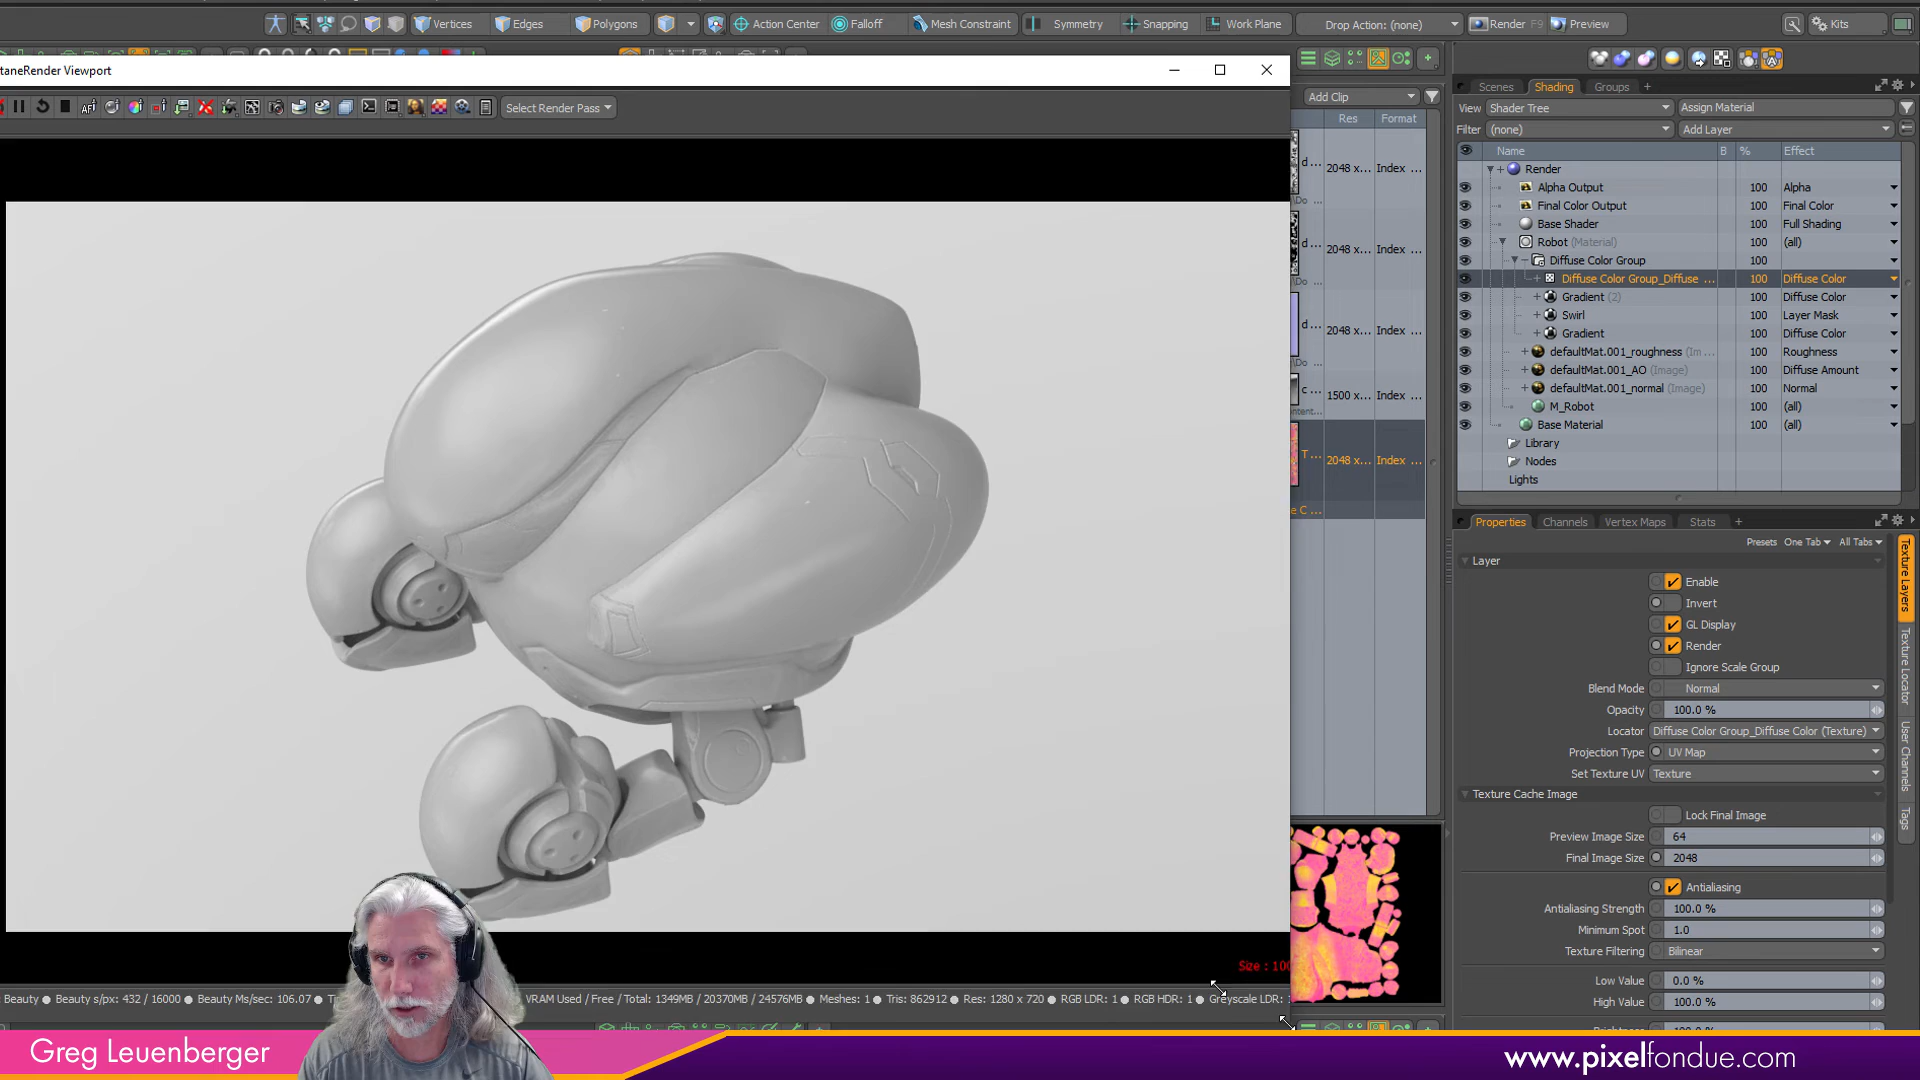 Vertices Edges Polygons Action Center Falloff Mesh Constraint Symmetry Snapping Work Plane Drop Action: (none) Render F9 Preview Kits
taneRender Viewport
Select Render Pass
Add Clip
Res Format
d ... 2048 x... Index ...
d ... 2048 x... Index ...
d ... 2048 x... Index ...
c ... 1500 x... Index ...
T ... 2048 x... Index ...
e C ...
Scenes Shading Groups +
View Shader Tree Assign Material
Filter (none) Add Layer
Name B % Effect
Render
Alpha Output 100 Alpha
Final Color Output 100 Final Color
Base Shader 100 Full Shading
Robot (Material) 100 (all)
Diffuse Color Group 100
Diffuse Color Group_Diffuse ... 100 Diffuse Color
Gradient (2) 100 Diffuse Color
Swirl 100 Layer Mask
Gradient 100 Diffuse Color
defaultMat.001_roughness (Im ... 100 Roughness
defaultMat.001_AO (Image) 100 Diffuse Amount
defaultMat.001_normal (Image) 100 Normal
M_Robot 100 (all)
Base Material 100 (all)
Library
Nodes
Lights
Properties Channels Vertex Maps Stats +
Presets One Tab All Tabs
Layer
Enable
Invert
GL Display
Render
Ignore Scale Group
Blend Mode Normal
Opacity 100.0 %
Locator Diffuse Color Group_Diffuse Color (Texture)
Projection Type UV Map
Set Texture UV Texture
Texture Cache Image
Lock Final Image
Preview Image Size 64
Final Image Size 2048
Antialiasing
Antialiasing Strength 100.0 %
Minimum Spot 1.0
Texture Filtering Bilinear
Low Value 0.0 %
High Value 100.0 %
Texture Layers
Texture Locator
User Channels
Tags
Size : 100
Beauty Beauty s/px: 432 / 16000 Beauty Ms/sec: 106.07 VRAM Used / Free / Total: 1349MB / 20370MB / 24576MB Meshes: 1 Tris: 862912 Res: 1280 x 720 RGB LDR: 1 RGB HDR: 1 Greyscale LDR:
Greg Leuenberger
www.pixelfondue.com